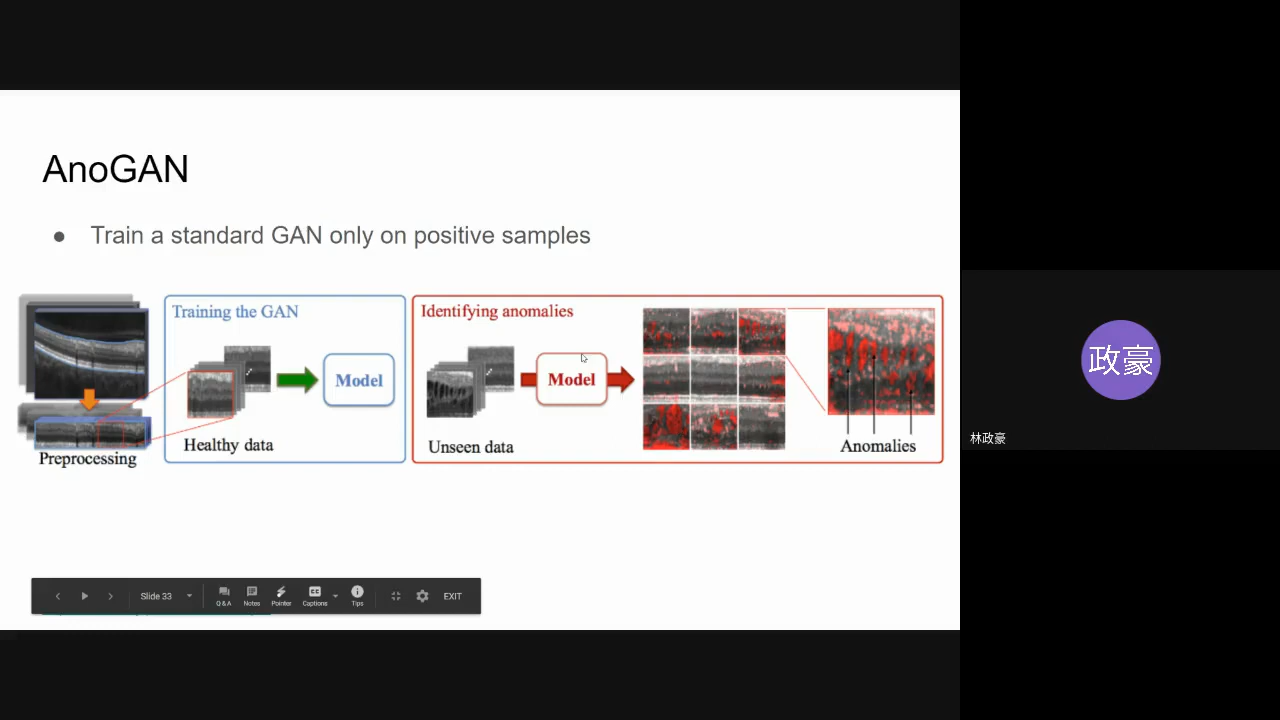 AnoGAN
● Train a standard GAN only on positive samples
Training the GAN
Identifying anomalies
Model
Model
Healthy data
Unseen data
Anomalies
Preprocessing
Slide 33
Q&A
Notes
Pointer
Captions
Tips
EXIT
政豪
林政豪